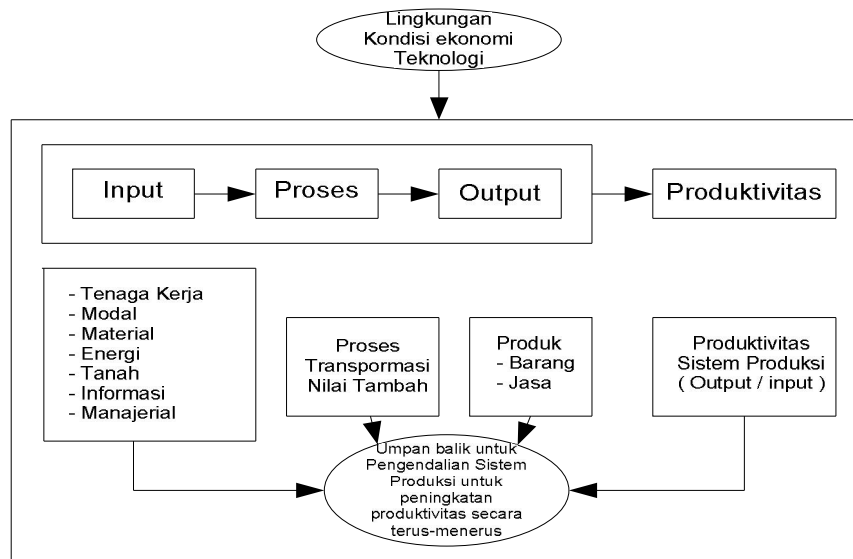 Lingkungan
Kondisi ekonomi
Teknologi
Input
Proses
Output
Produktivitas
- Tenaga Kerja
- Modal
- Material
- Energi
- Tanah
- Informasi
- Manajerial
Proses
Transpormasi
Nilai Tambah
Produk
- Barang
- Jasa
Produktivitas
Sistem Produksi
( Output / input )
Umpan balik untuk
Pengendalian Sistem
Produksi untuk
peningkatan
produktivitas secara
terus-menerus